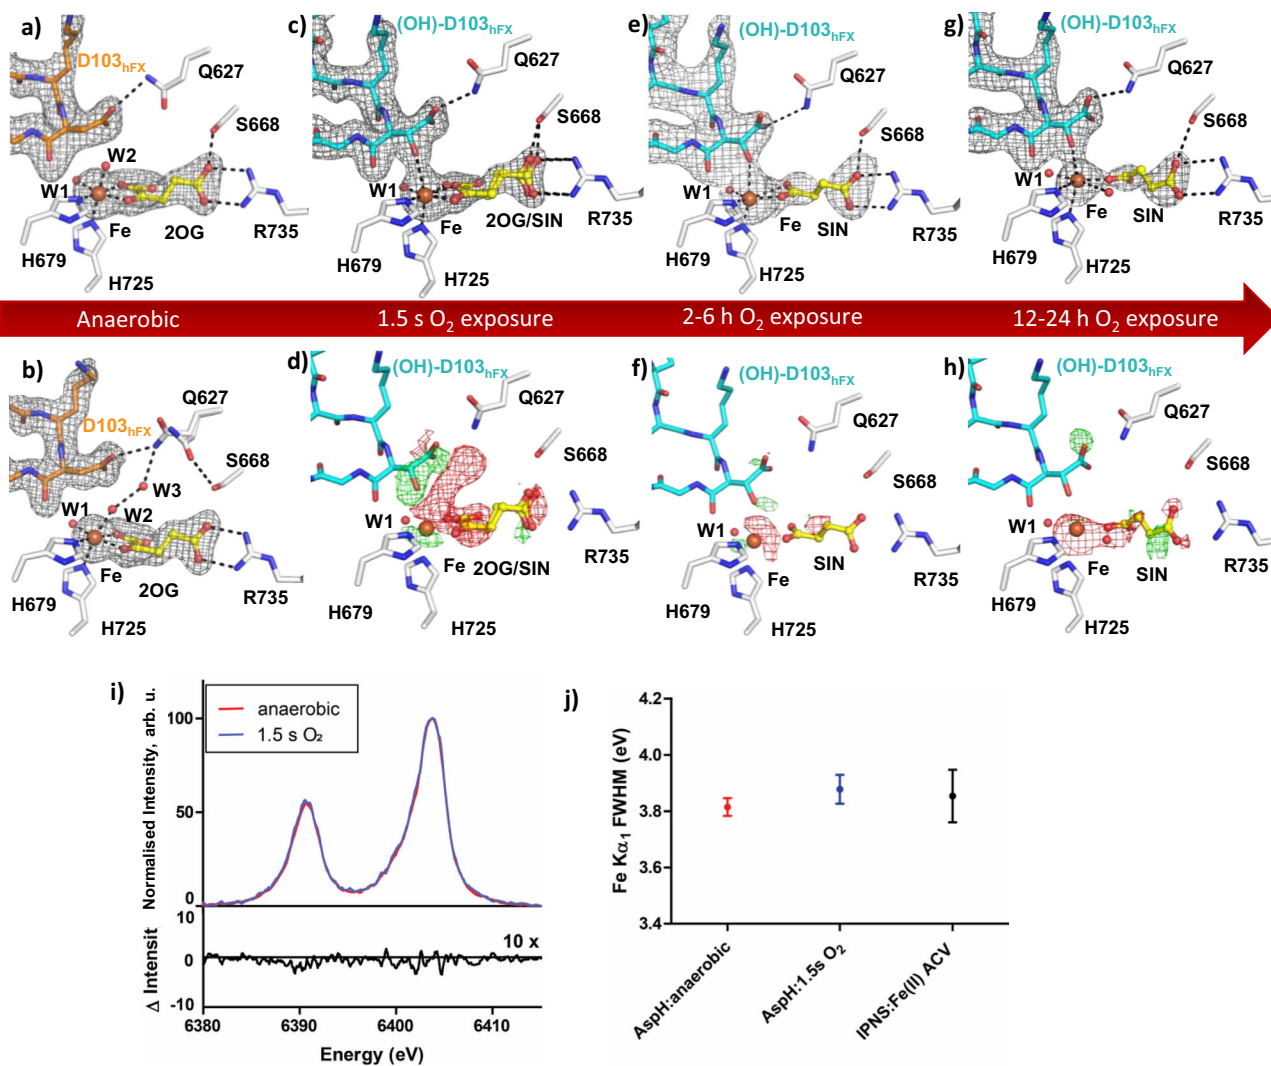 a)
D103hFX
Q627
S668
W2
W1
Fe
2OG
R735
H679
H725
c)
(OH)-D103hFX
Q627
S668
W1
Fe
2OG/SIN
R735
H679
H725
e)
(OH)-D103hFX
Q627
S668
W1
Fe
SIN
R735
H679
H725
g)
(OH)-D103hFX
Q627
S668
W1
Fe
SIN
R735
H679
H725
Anaerobic
1.5 s O2 exposure
2-6 h O2 exposure
12-24 h O2 exposure
b)
Q627
D103hFX
S668
W3
W1
W2
Fe
2OG
R735
H679
H725
d)
(OH)-D103hFX
Q627
S668
W1
R735
Fe
2OG/SIN
H679
H725
f)
(OH)-D103hFX
Q627
S668
W1
R735
Fe
SIN
H679
H725
h)
(OH)-D103hFX
Q627
S668
W1
R735
Fe
SIN
H679
H725
i)
Normalised Intensity, arb. u.
anaerobic
1.5 s O₂
100
50
0
Δ Intensit
10
0
-10
10 x
6380
6390
6400
6410
Energy (eV)
j)
Fe Kα1 FWHM (eV)
4.2
4.0
3.8
3.6
3.4
AspH:anaerobic
AspH:1.5s O2
IPNS:Fe(II) ACV